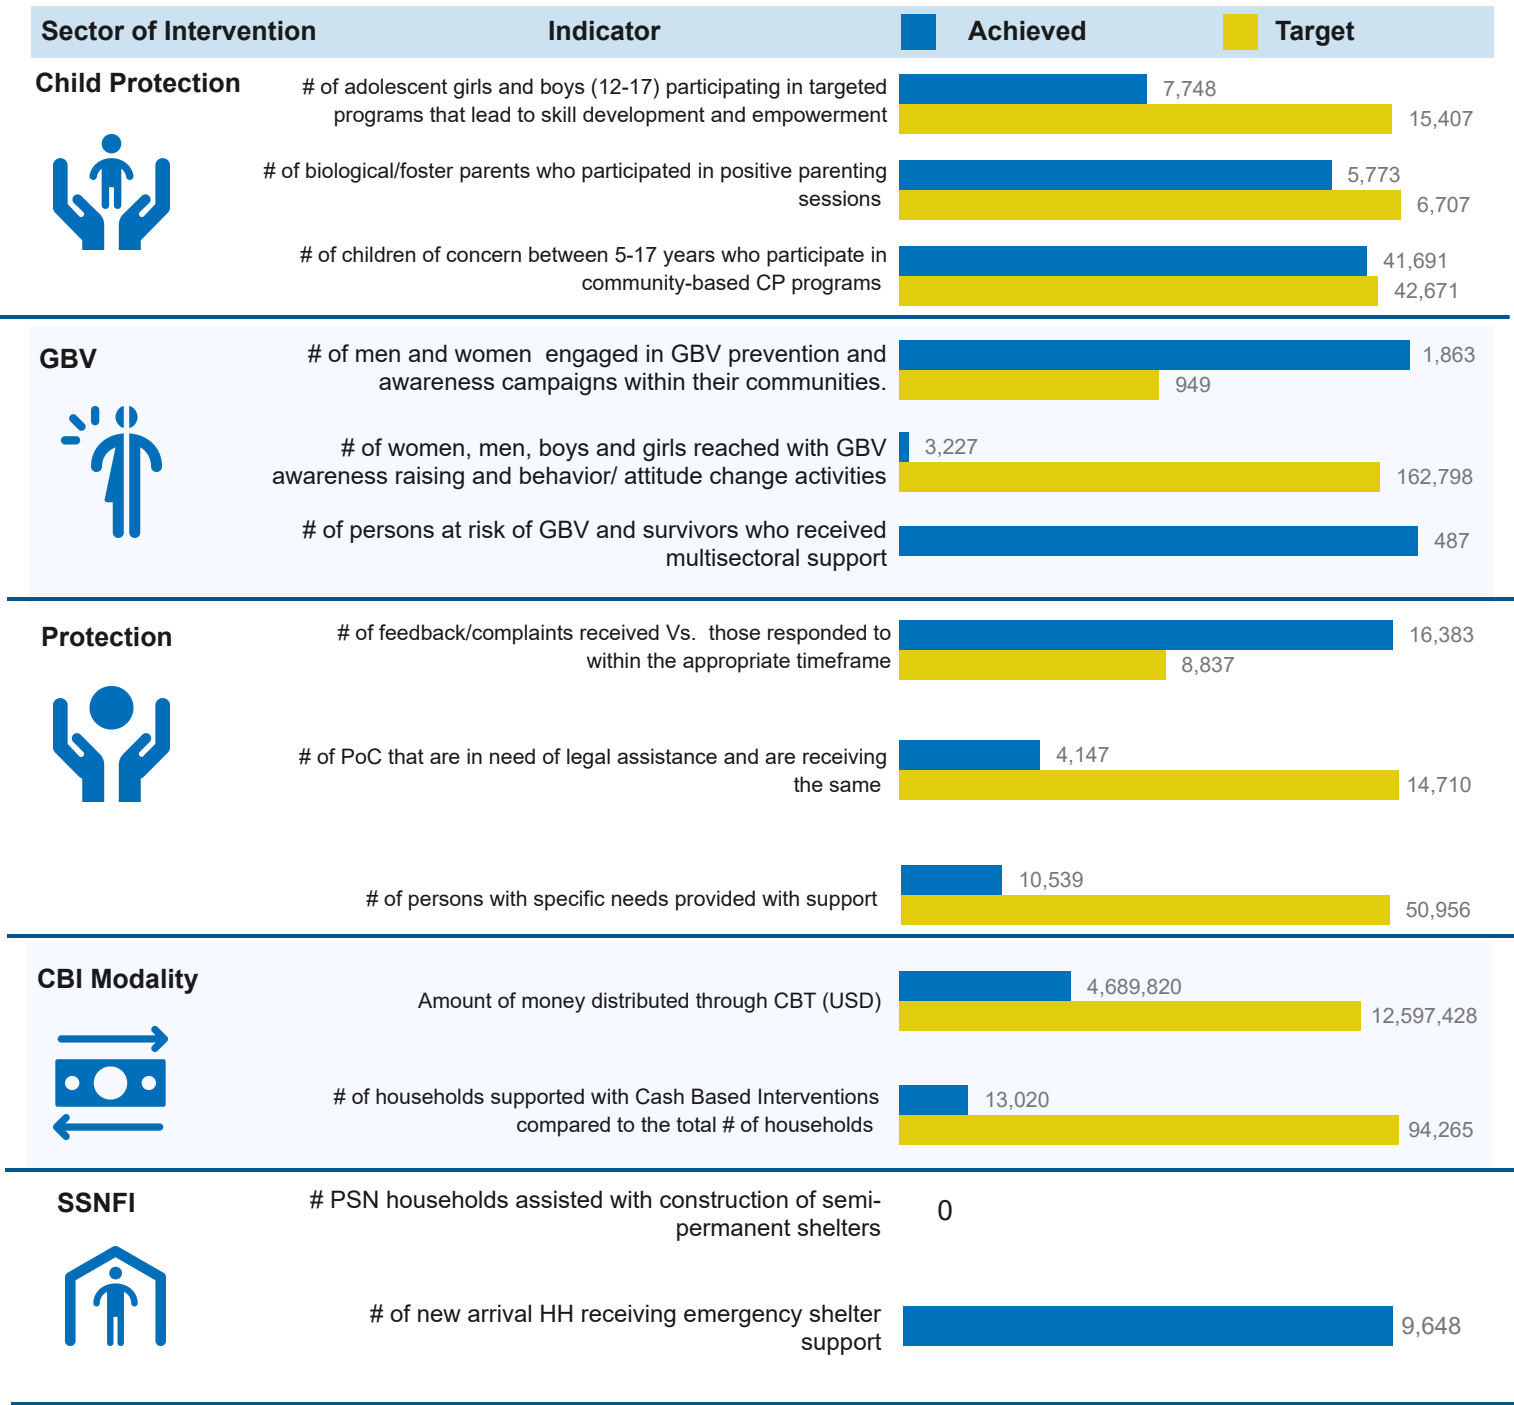 Sector of Intervention Indicator Achieved Target
Child Protection
# of adolescent girls and boys (12-17) participating in targeted
programs that lead to skill development and empowerment
7,748
15,407
# of biological/foster parents who participated in positive parenting
sessions
5,773
6,707
# of children of concern between 5-17 years who participate in
community-based CP programs
41,691
42,671
GBV
# of men and women engaged in GBV prevention and
awareness campaigns within their communities.
1,863
949
# of women, men, boys and girls reached with GBV
awareness raising and behavior/ attitude change activities
3,227
162,798
# of persons at risk of GBV and survivors who received
multisectoral support
487
Protection
# of feedback/complaints received Vs. those responded to
within the appropriate timeframe
16,383
8,837
# of PoC that are in need of legal assistance and are receiving
the same
4,147
14,710
# of persons with specific needs provided with support
10,539
50,956
CBI Modality
Amount of money distributed through CBT (USD)
4,689,820
12,597,428
# of households supported with Cash Based Interventions
compared to the total # of households
13,020
94,265
SSNFI
# PSN households assisted with construction of semi-
permanent shelters
0
# of new arrival HH receiving emergency shelter
support
9,648